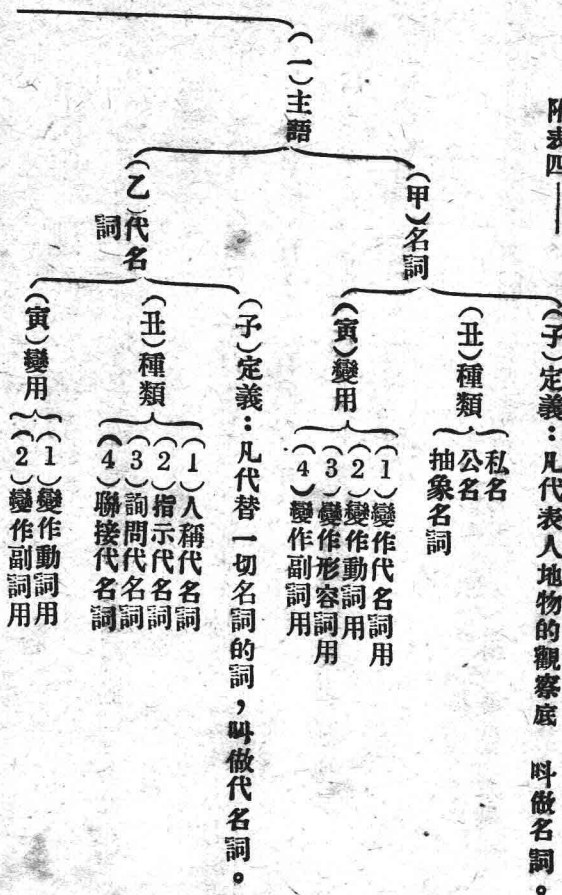 附表四——
(子)定義：凡代表人地物的觀察底　叫做名詞。
(丑)種類
私名
公名
抽象名詞
(甲)名詞
(寅)變用
(1)變作代名詞用
(2)變作動詞用
(3)變作形容詞用
(4)變作副詞用
(一)主語
(子)定義：凡代替一切名詞的詞，叫做代名詞。
(乙)代名詞
(丑)種類
(1)人稱代名詞
(2)指示代名詞
(3)詢問代名詞
(4)聯接代名詞
(寅)變用
(1)變作動詞用
(2)變作副詞用